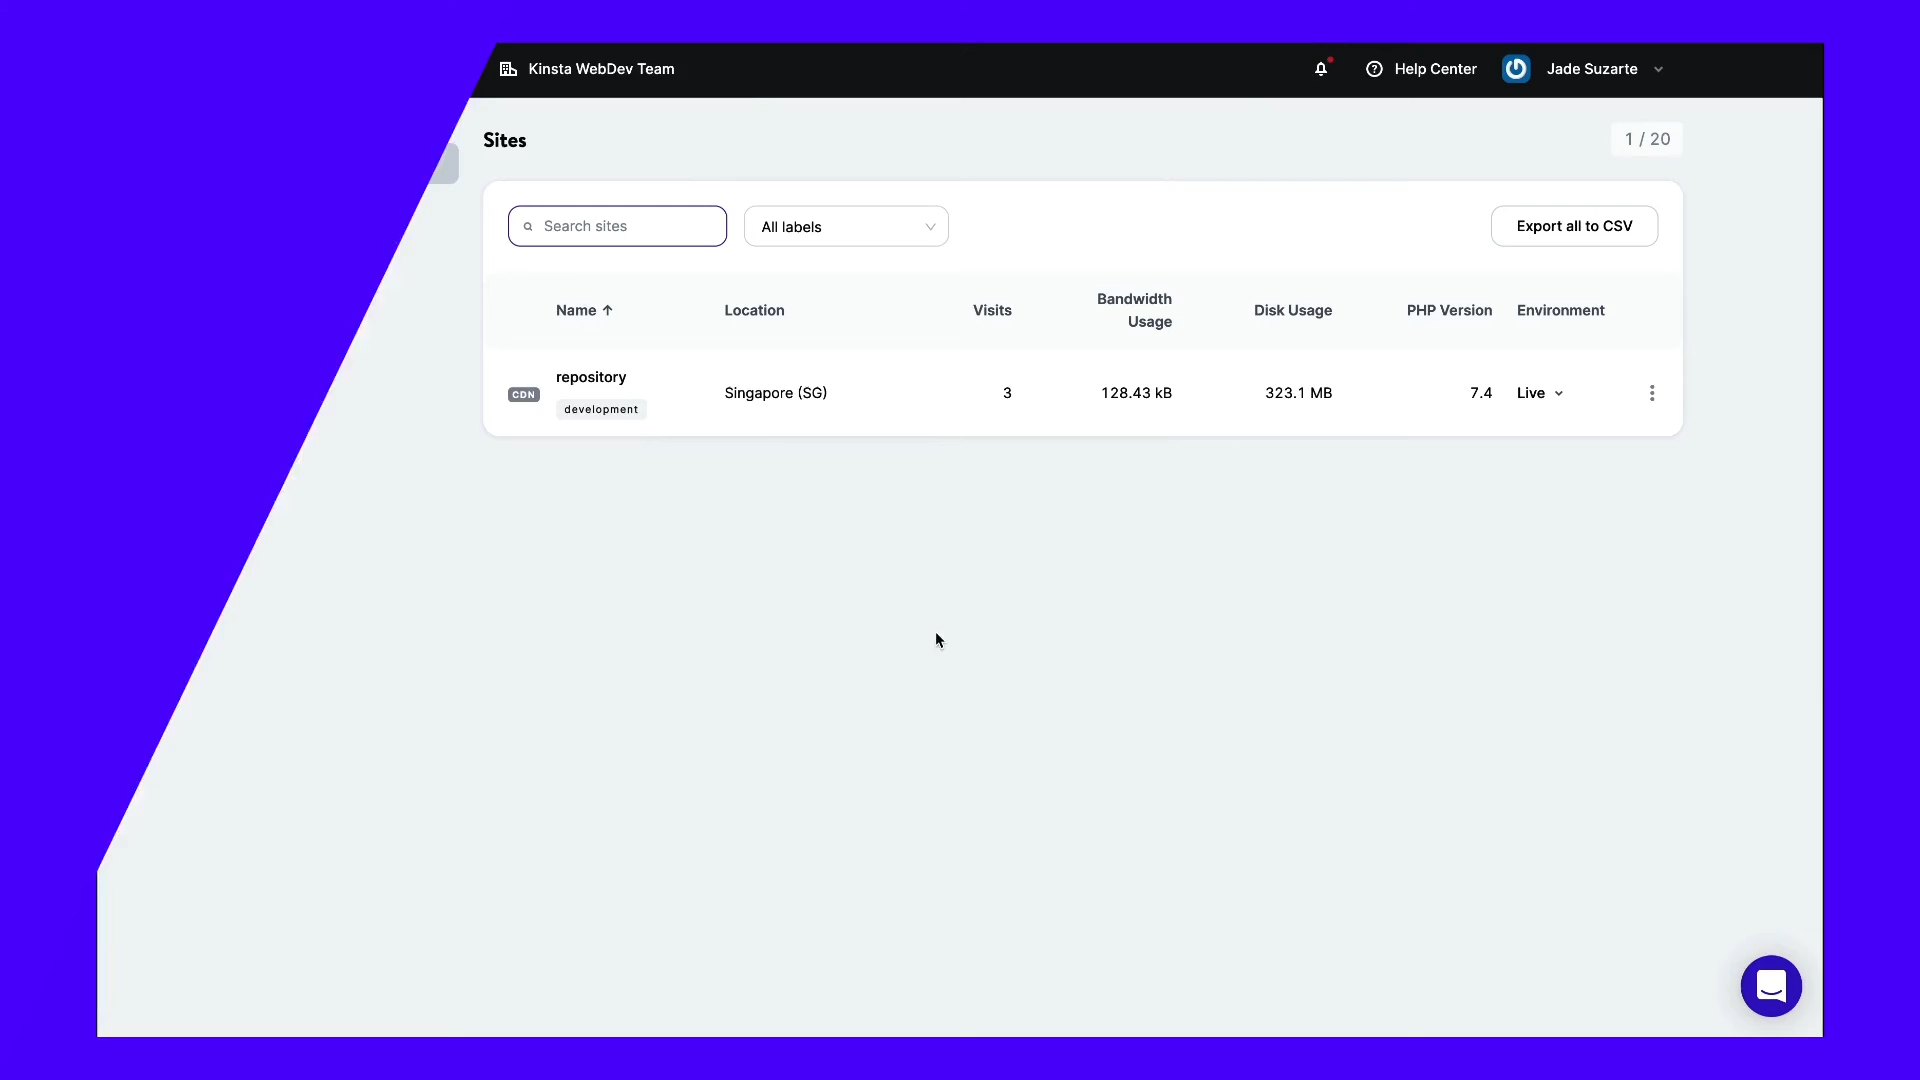 Kinsta WebDev Team
Help Center
Jade Suzarte
Sites
1 / 20
Search sites
All labels
Export all to CSV
Name
Location
Visits
Bandwidth
Usage
Disk Usage
PHP Version
Environment
CDN
repository
development
Singapore (SG)
3
128.43 kB
323.1 MB
7.4
Live